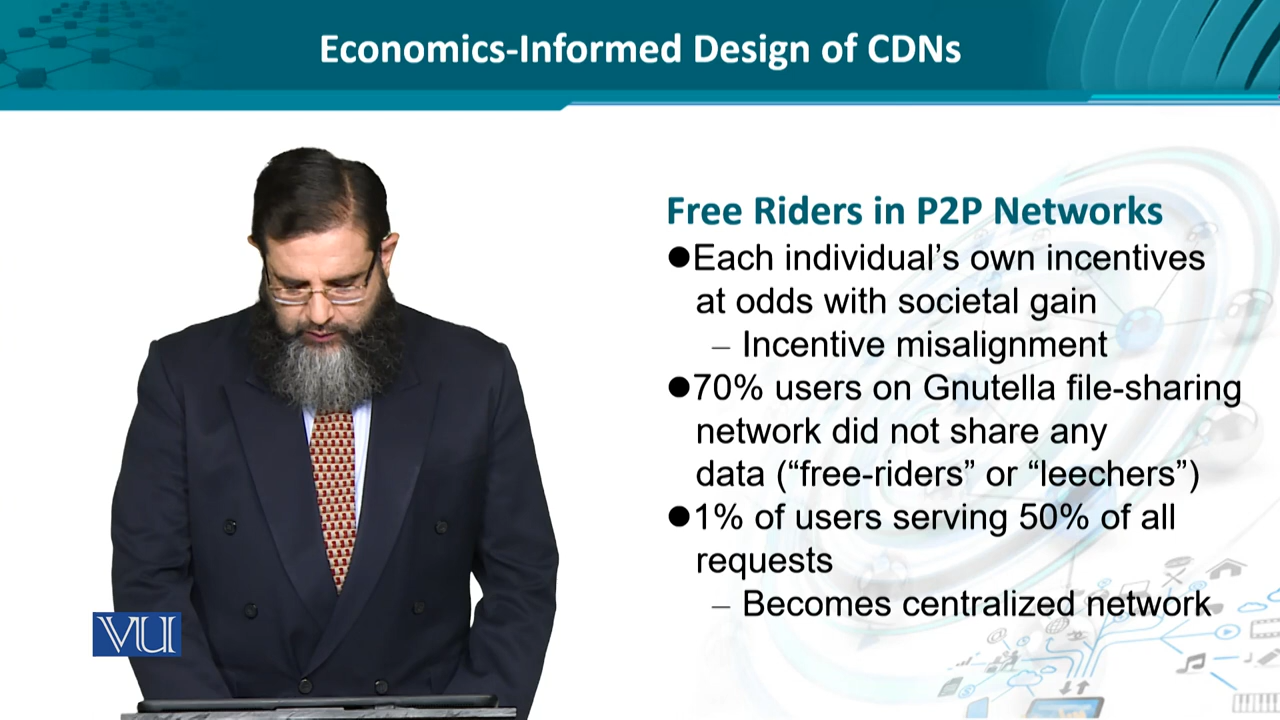 Economics-Informed Design of CDNs
Free Riders in P2P Networks
●Each individual’s own incentives
at odds with societal gain
– Incentive misalignment
●70% users on Gnutella file-sharing
network did not share any
data (“free-riders” or “leechers”)
●1% of users serving 50% of all
requests
– Becomes centralized network
VU